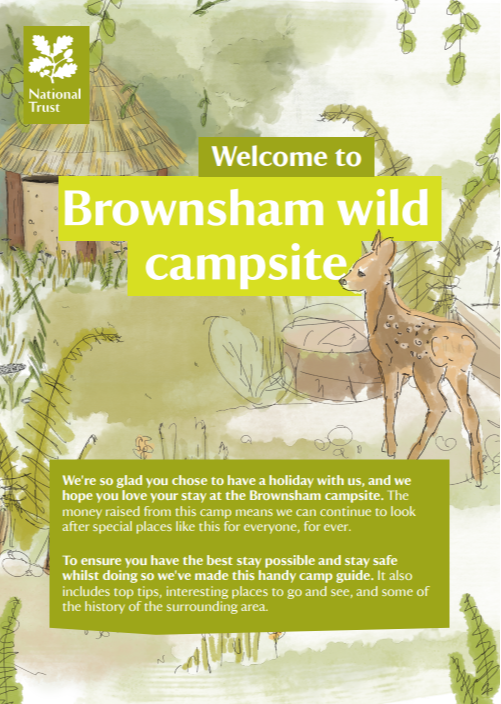 National
Trust
Welcome to
Brownsham wild
campsite
We're so glad you chose to have a holiday with us, and we
hope you love your stay at the Brownsham campsite. The
money raised from this camp means we can continue to look
after special places like this for everyone, for ever.
To ensure you have the best stay possible and stay safe
whilst doing so we've made this handy camp guide. It also
includes top tips, interesting places to go and see, and some of
the history of the surrounding area.